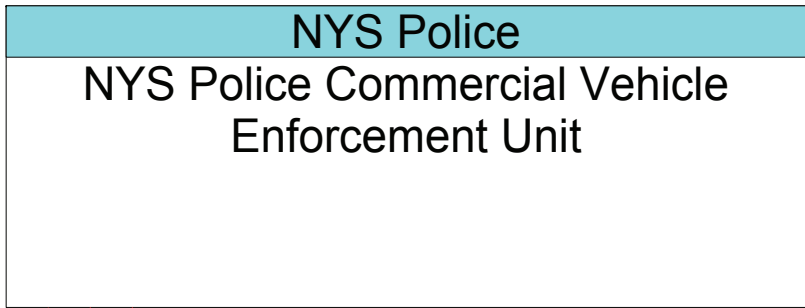 NYS Police
NYS Police Commercial Vehicle
Enforcement Unit